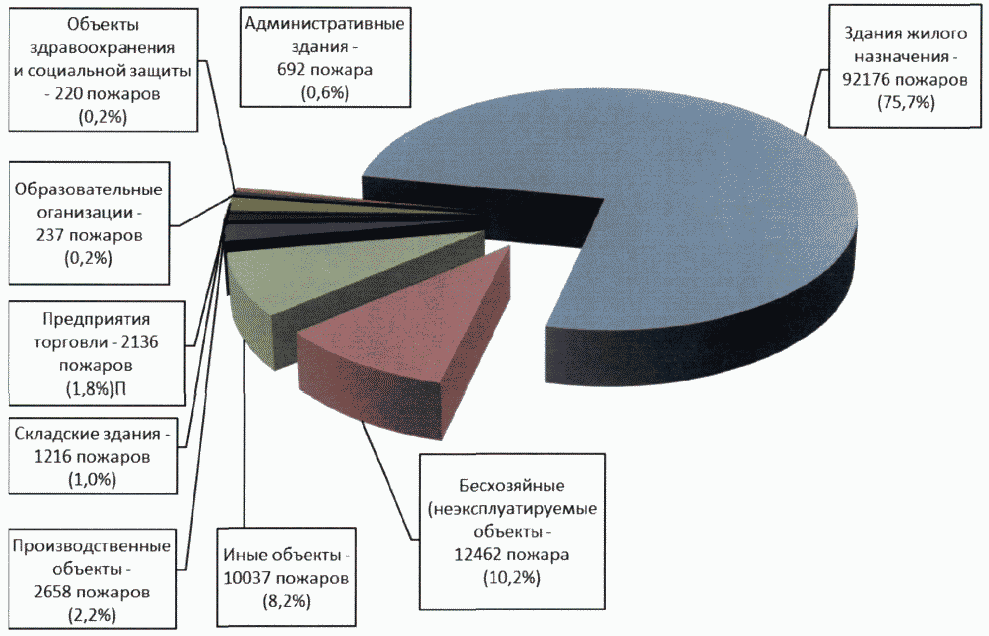 Объекты
здравоохранения
и социальной защиты
- 220 пожаров
(0,2%)
Административные
здания -
692 пожара
(0,6%)
Здания жилого
назначения -
92176 пожаров
(75,7%)
Образовательные
оганизации -
237 пожаров
(0,2%)
Предприятия
торговли - 2136
пожаров
(1,8%)П
Складские здания -
1216 пожаров
(1,0%)
Производственные
объекты -
2658 пожаров
(2,2%)
Иные объекты -
10037 пожаров
(8,2%)
Бесхозяйные
(неэксплуатируемые
объекты -
12462 пожара
(10,2%)